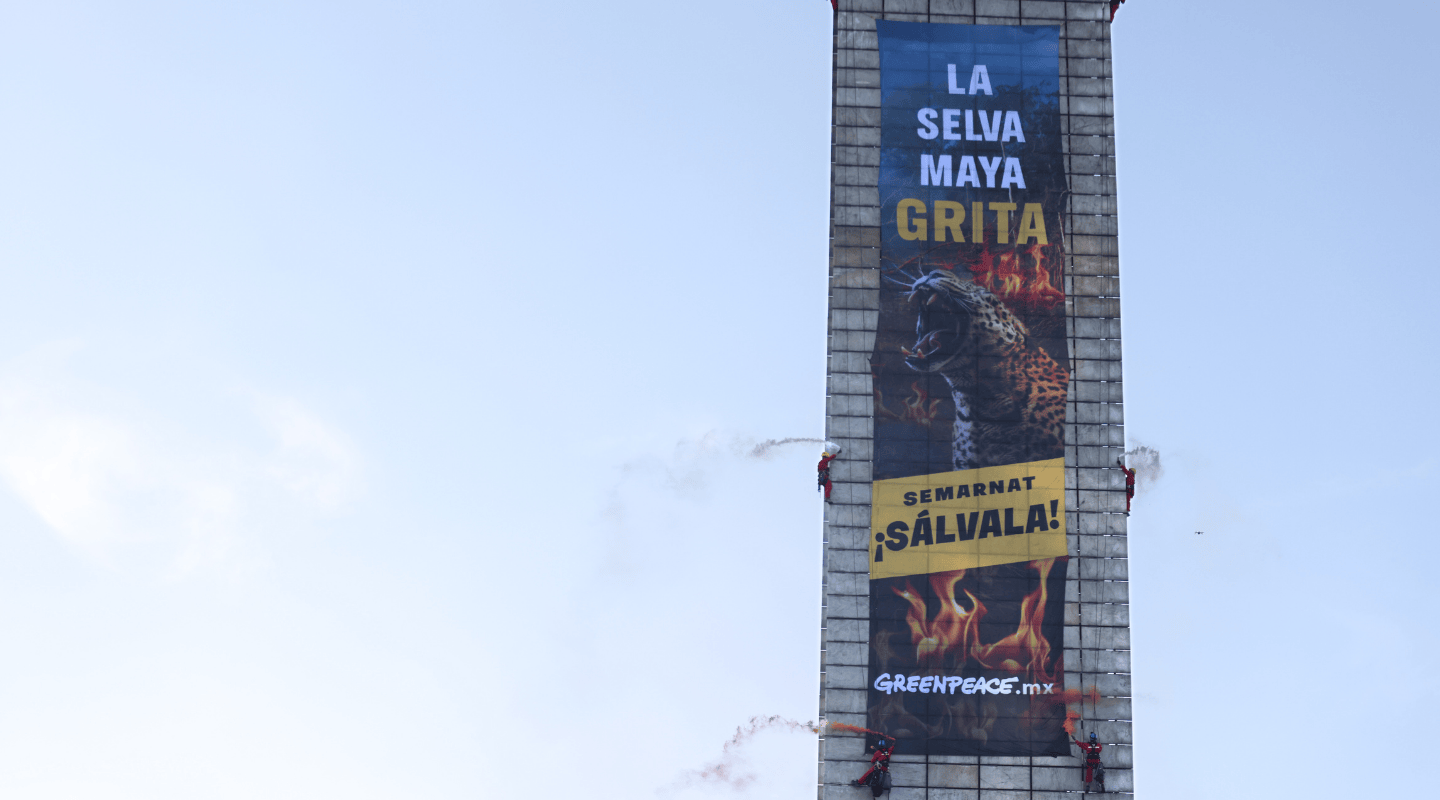 LA
SELVA
MAYA
GRITA
SEMARNAT
¡SÁLVALA!
GREENPEACE.mx